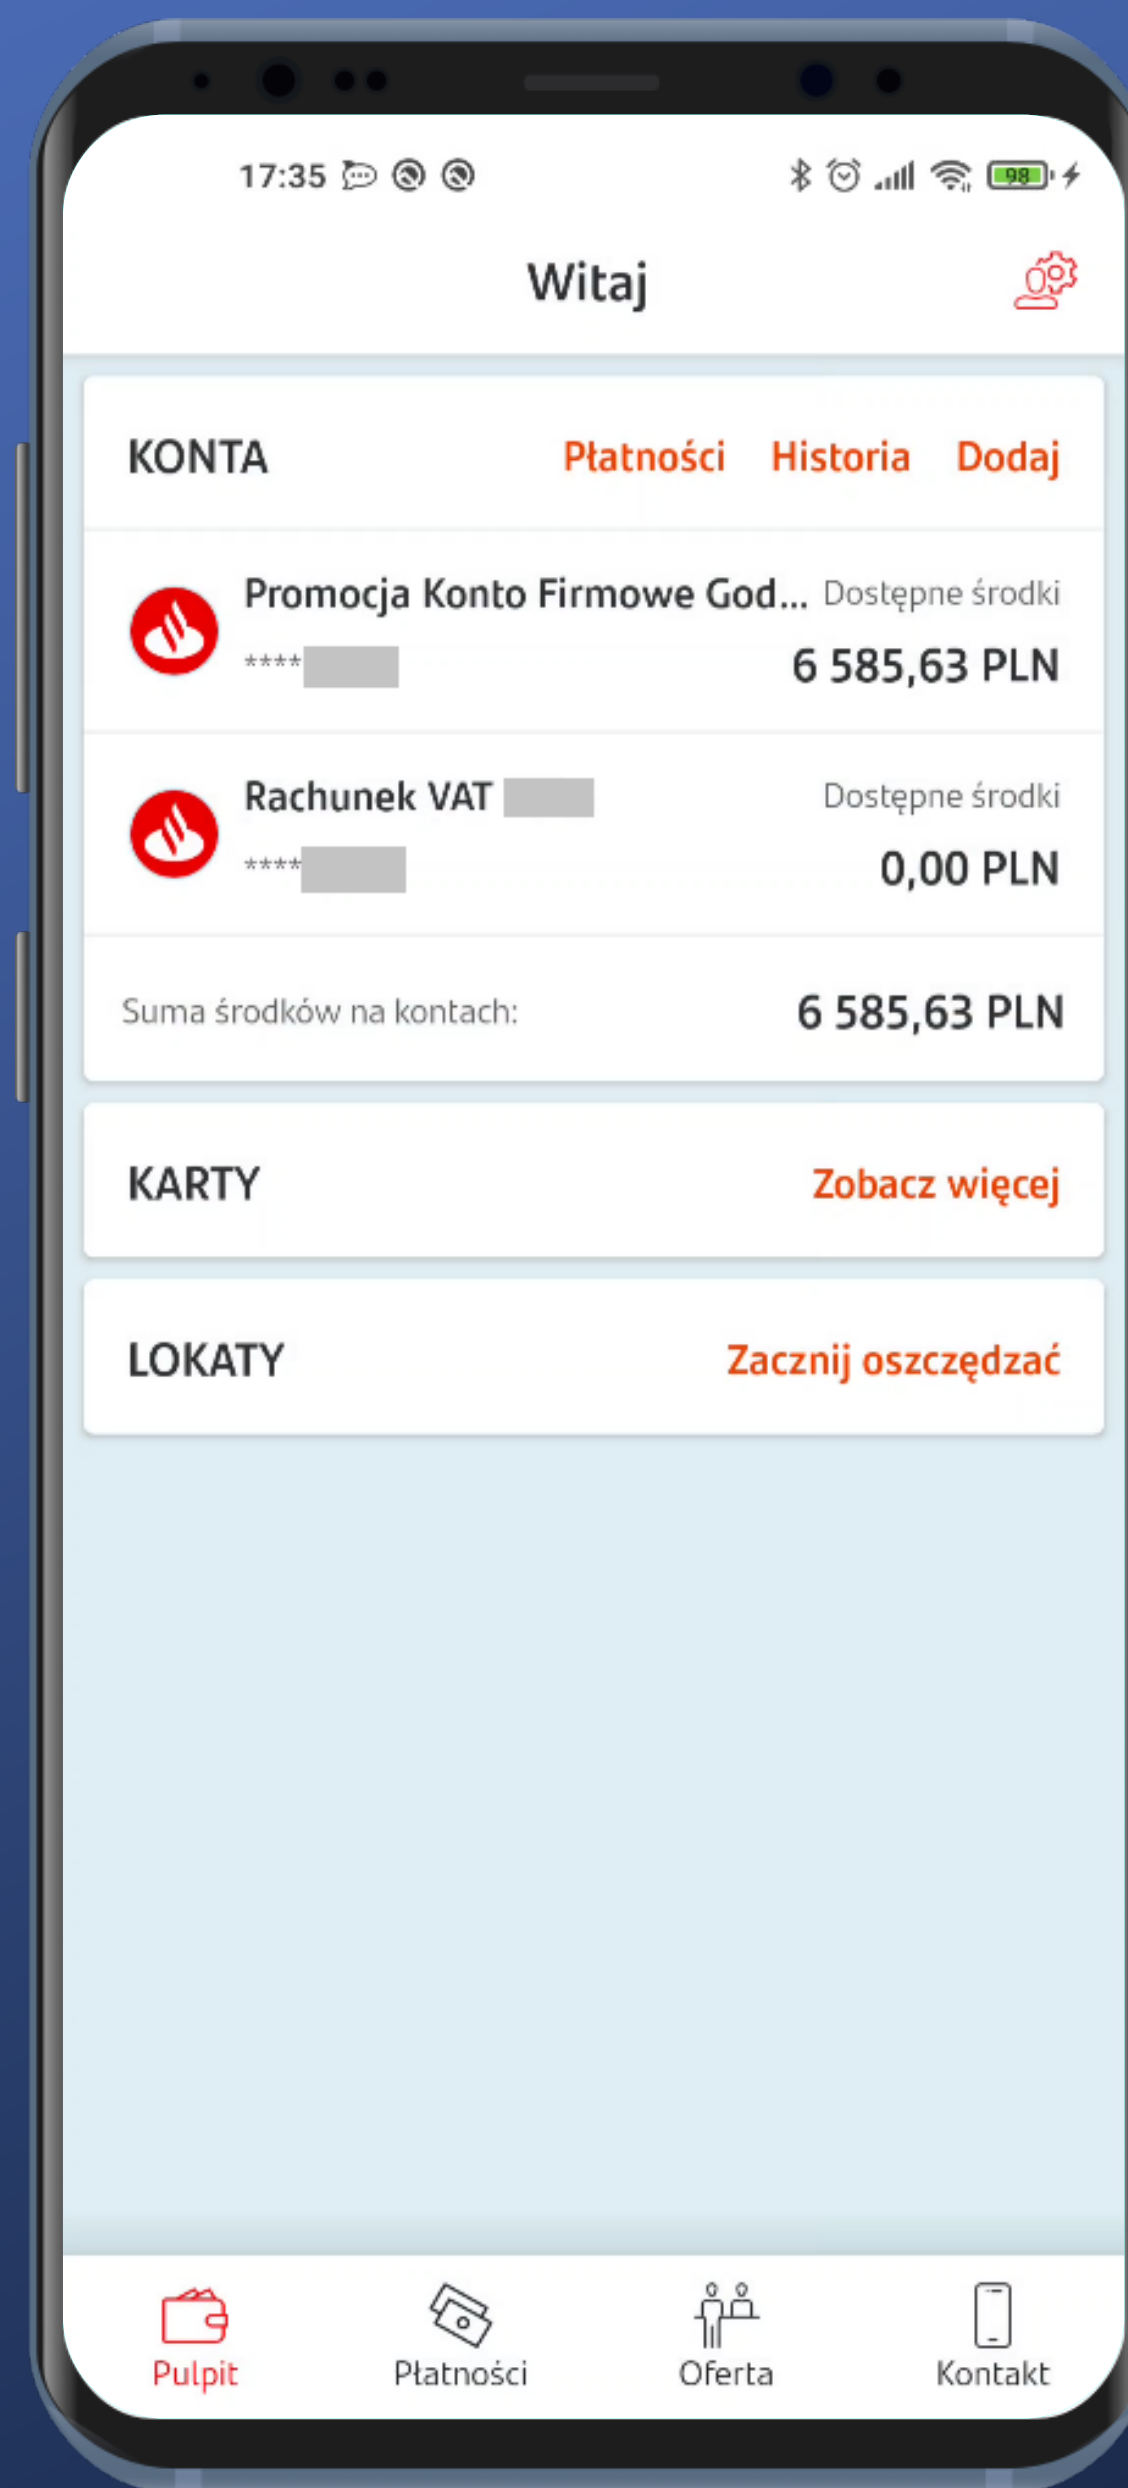 17:35
98
Witaj
KONTA Płatności Historia Dodaj
Promocja Konto Firmowe God... Dostępne środki
**** 6 585,63 PLN
Rachunek VAT Dostępne środki
**** 0,00 PLN
Suma środków na kontach: 6 585,63 PLN
KARTY Zobacz więcej
LOKATY Zacznij oszczędzać
Pulpit Płatności Oferta Kontakt